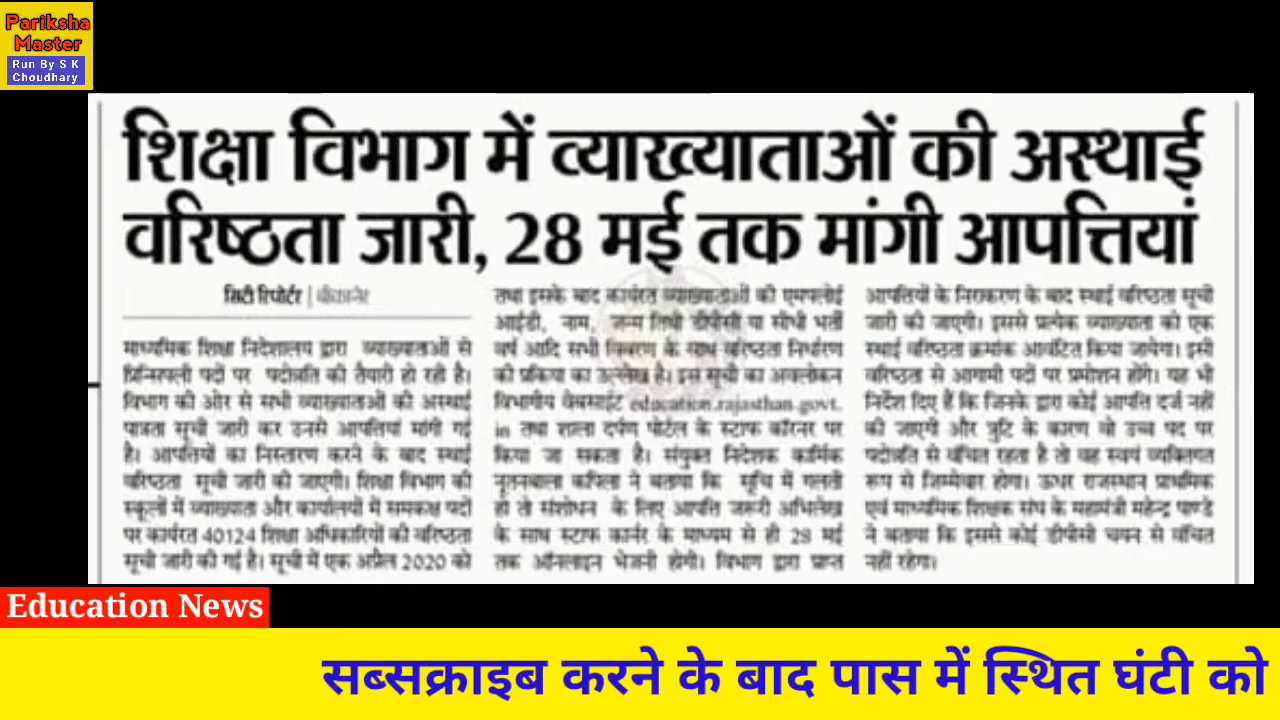 Pariksha
Master
Run By S K
Choudhary
शिक्षा विभाग में व्याख्याताओं की अस्थाई
वरिष्ठता जारी, 28 मई तक मांगी आपत्तियां
सिटी रिपोर्टर | बीकानेर
माध्यमिक शिक्षा निदेशालय द्वारा व्याख्याताओं से
प्रिन्सिपली पदों पर पदोन्नति की तैयारी हो रही है।
विभाग की ओर से सभी व्याख्याताओं की अस्थाई
पात्रता सूची जारी कर उनसे आपत्तियां मांगी गई
है। आपत्तियों का निस्तारण करने के बाद स्थाई
वरिष्ठता सूची जारी की जाएगी। शिक्षा विभाग की
स्कूलों में व्याख्याता और कार्यालयों में समकक्ष पदों
पर कार्यरत 40124 शिक्षा अधिकारियों की वरिष्ठता
सूची जारी की गई है। सूची में एक अप्रैल 2020 को
तथा इसके बाद कार्यरत व्याख्याताओं की एमप्लोई
आईडी, नाम, जन्म तिथी डीपीसी या सीधी भर्ती
वर्ष आदि सभी विवरण के साथ वरिष्ठता निर्धारण
की प्रकिया का उल्लेख है। इस सूची का अवलोकन
विभागीय वेबसाईट education.rajasthan.govt.
in तथा शाला दर्पण पोर्टल के स्टाफ कॉरनर पर
किया जा सकता है। संयुक्त निदेशक कार्मिक
नूतनबाला कपिला ने बताया कि सूचि में गलती
हो तो संशोधन के लिए आपति जरूरी अभिलेख
के साथ स्टाफ कार्नर के माध्यम से ही 28 मई
तक ऑनलाइन भेजनी होगी। विभाग द्वारा प्राप्त
आपतियों के निराकरण के बाद स्थाई वरिष्ठता सूची
जारी की जाएगी। इससे प्रत्येक व्याख्याता को एक
स्थाई वरिष्ठता क्रमांक आवंटित किया जायेगा। इसी
वरिष्ठता से आगामी पदों पर प्रमोशन होंगे। यह भी
निर्देश दिए हैं कि जिनके द्वारा कोई आपति दर्ज नहीं
की जाएगी और त्रुटि के कारण वो उच्च पद पर
पदोन्नति से वंचित रहता है तो वह स्वयं व्यक्तिगत
रूप से जिम्मेवार होगा। ऊधर राजस्थान प्राथमिक
एवं माध्यमिक शिक्षक संघ के महामंत्री महेन्द्र पाण्डे
ने बताया कि इससे कोई डीपीसी चयन से वंचित
नहीं रहेगा।
Education News
सब्सक्राइब करने के बाद पास में स्थित घंटी को